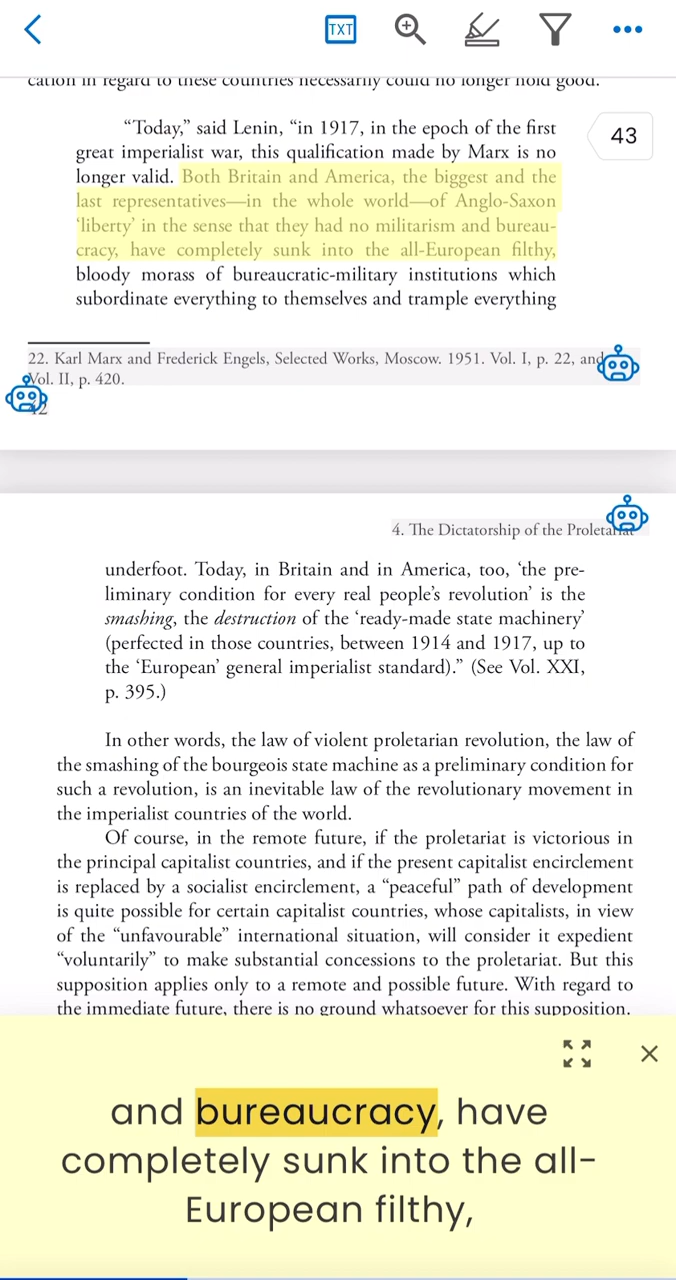 TXT
cation in regard to these countries necessarily could no longer hold good.
“Today,” said Lenin, “in 1917, in the epoch of the first
43
great imperialist war, this qualification made by Marx is no
longer valid. Both Britain and America, the biggest and the
last representatives—in the whole world—of Anglo-Saxon
‘liberty’ in the sense that they had no militarism and bureau-
cracy, have completely sunk into the all-European filthy,
bloody morass of bureaucratic-military institutions which
subordinate everything to themselves and trample everything
22. Karl Marx and Frederick Engels, Selected Works, Moscow. 1951. Vol. I, p. 22, and
Vol. II, p. 420.
42
4. The Dictatorship of the Proletariat
underfoot. Today, in Britain and in America, too, ‘the pre-
liminary condition for every real people’s revolution’ is the
smashing, the destruction of the ‘ready-made state machinery’
(perfected in those countries, between 1914 and 1917, up to
the ‘European’ general imperialist standard).” (See Vol. XXI,
p. 395.)
In other words, the law of violent proletarian revolution, the law of
the smashing of the bourgeois state machine as a preliminary condition for
such a revolution, is an inevitable law of the revolutionary movement in
the imperialist countries of the world.
Of course, in the remote future, if the proletariat is victorious in
the principal capitalist countries, and if the present capitalist encirclement
is replaced by a socialist encirclement, a “peaceful” path of development
is quite possible for certain capitalist countries, whose capitalists, in view
of the “unfavourable” international situation, will consider it expedient
“voluntarily” to make substantial concessions to the proletariat. But this
supposition applies only to a remote and possible future. With regard to
the immediate future, there is no ground whatsoever for this supposition.
and bureaucracy, have
completely sunk into the all-
European filthy,